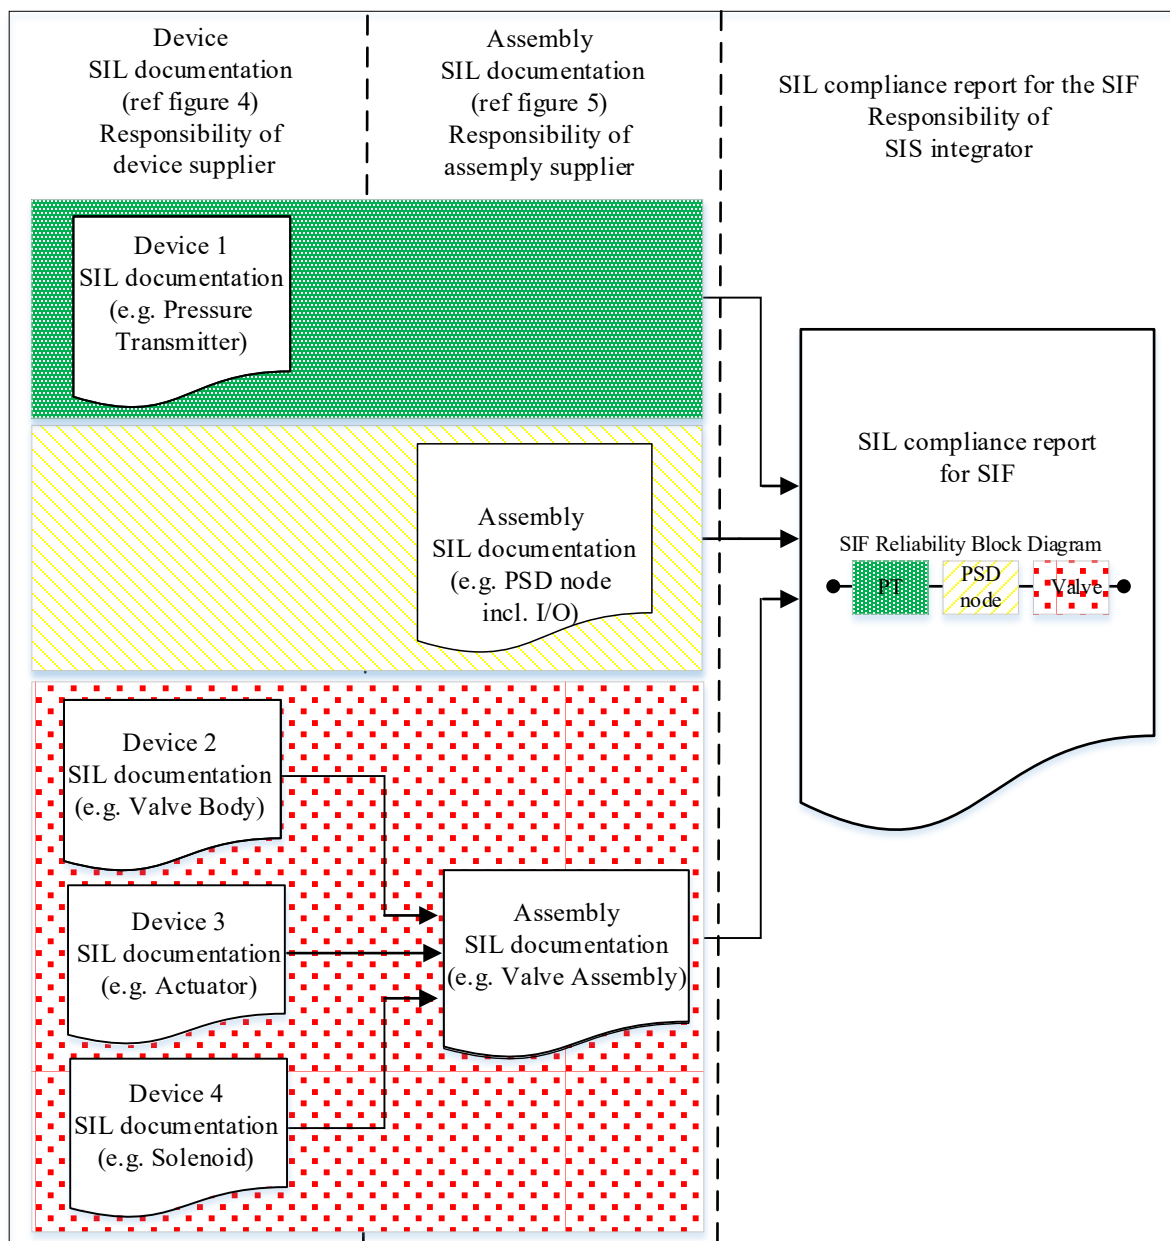 Device
SIL documentation
(ref figure 4)
Responsibility of
device supplier
Assembly
SIL documentation
(ref figure 5)
Responsibility of
assemply supplier
SIL compliance report for the SIF
Responsibility of
SIS integrator
Device 1
SIL documentation
(e.g. Pressure
Transmitter)
Assembly
SIL documentation
(e.g. PSD node
incl. I/O)
Device 2
SIL documentation
(e.g. Valve Body)
Device 3
SIL documentation
(e.g. Actuator)
Device 4
SIL documentation
(e.g. Solenoid)
Assembly
SIL documentation
(e.g. Valve Assembly)
SIL compliance report
for SIF
SIF Reliability Block Diagram
PT
PSD
node
Valve